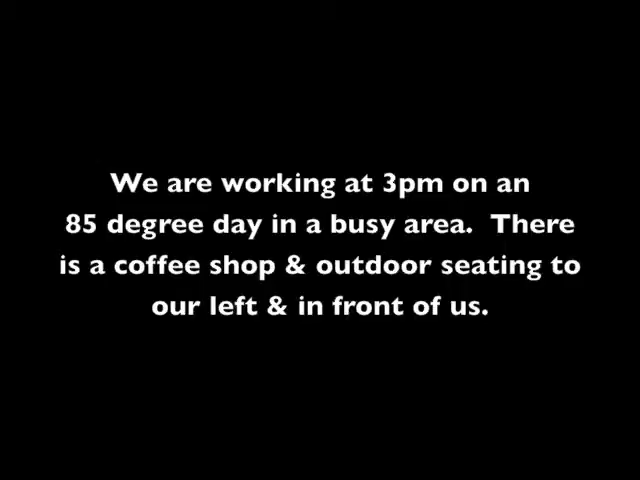 We are working at 3pm on an
85 degree day in a busy area.  There
is a coffee shop & outdoor seating to
our left & in front of us.